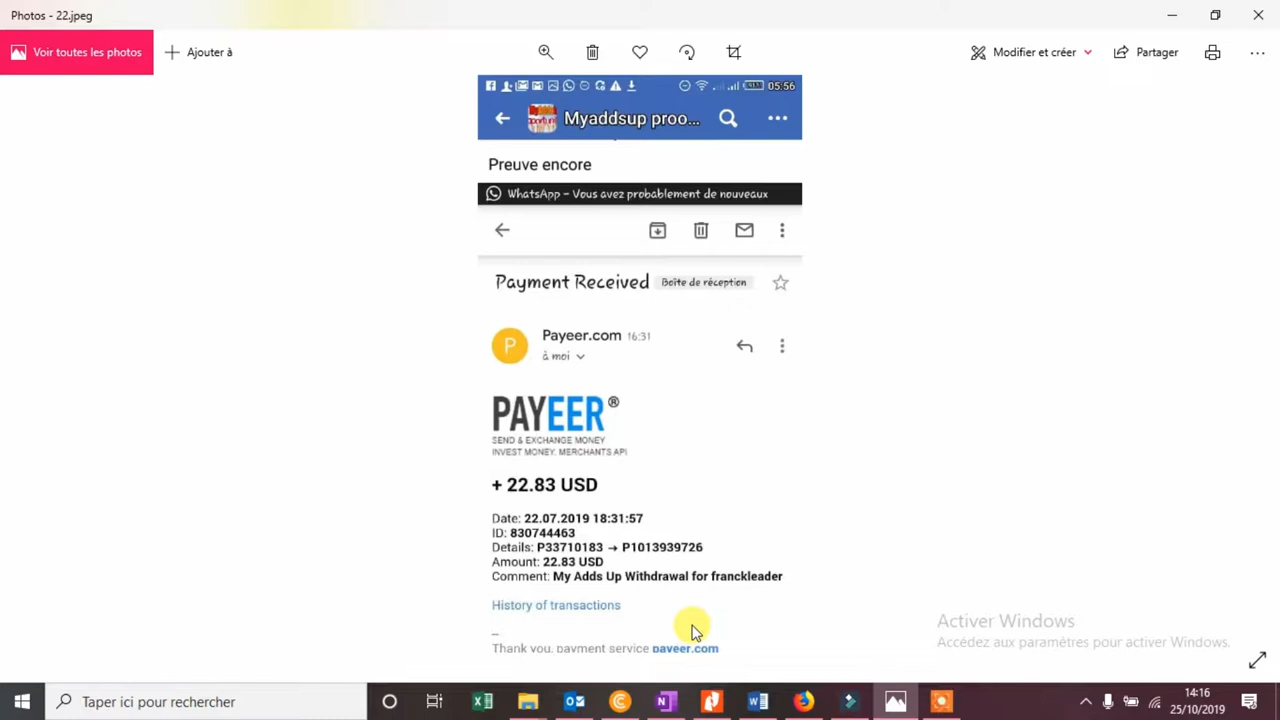 Photos - 22.jpeg
Voir toutes les photos
Ajouter à
Modifier et créer
Partager
05:56
Myaddsup proo...
Preuve encore
WhatsApp – Vous avez probablement de nouveaux
Payment Received
Boîte de réception
P
Payeer.com 16:31
à moi
PAYEER®
SEND & EXCHANGE MONEY
INVEST MONEY. MERCHANTS API
+ 22.83 USD
Date: 22.07.2019 18:31:57
ID: 830744463
Details: P33710183 → P1013939726
Amount: 22.83 USD
Comment: My Adds Up Withdrawal for franckleader
History of transactions
--
Thank you, payment service payeer.com
Activer Windows
Accédez aux paramètres pour activer Windows.
Taper ici pour rechercher
14:16
25/10/2019